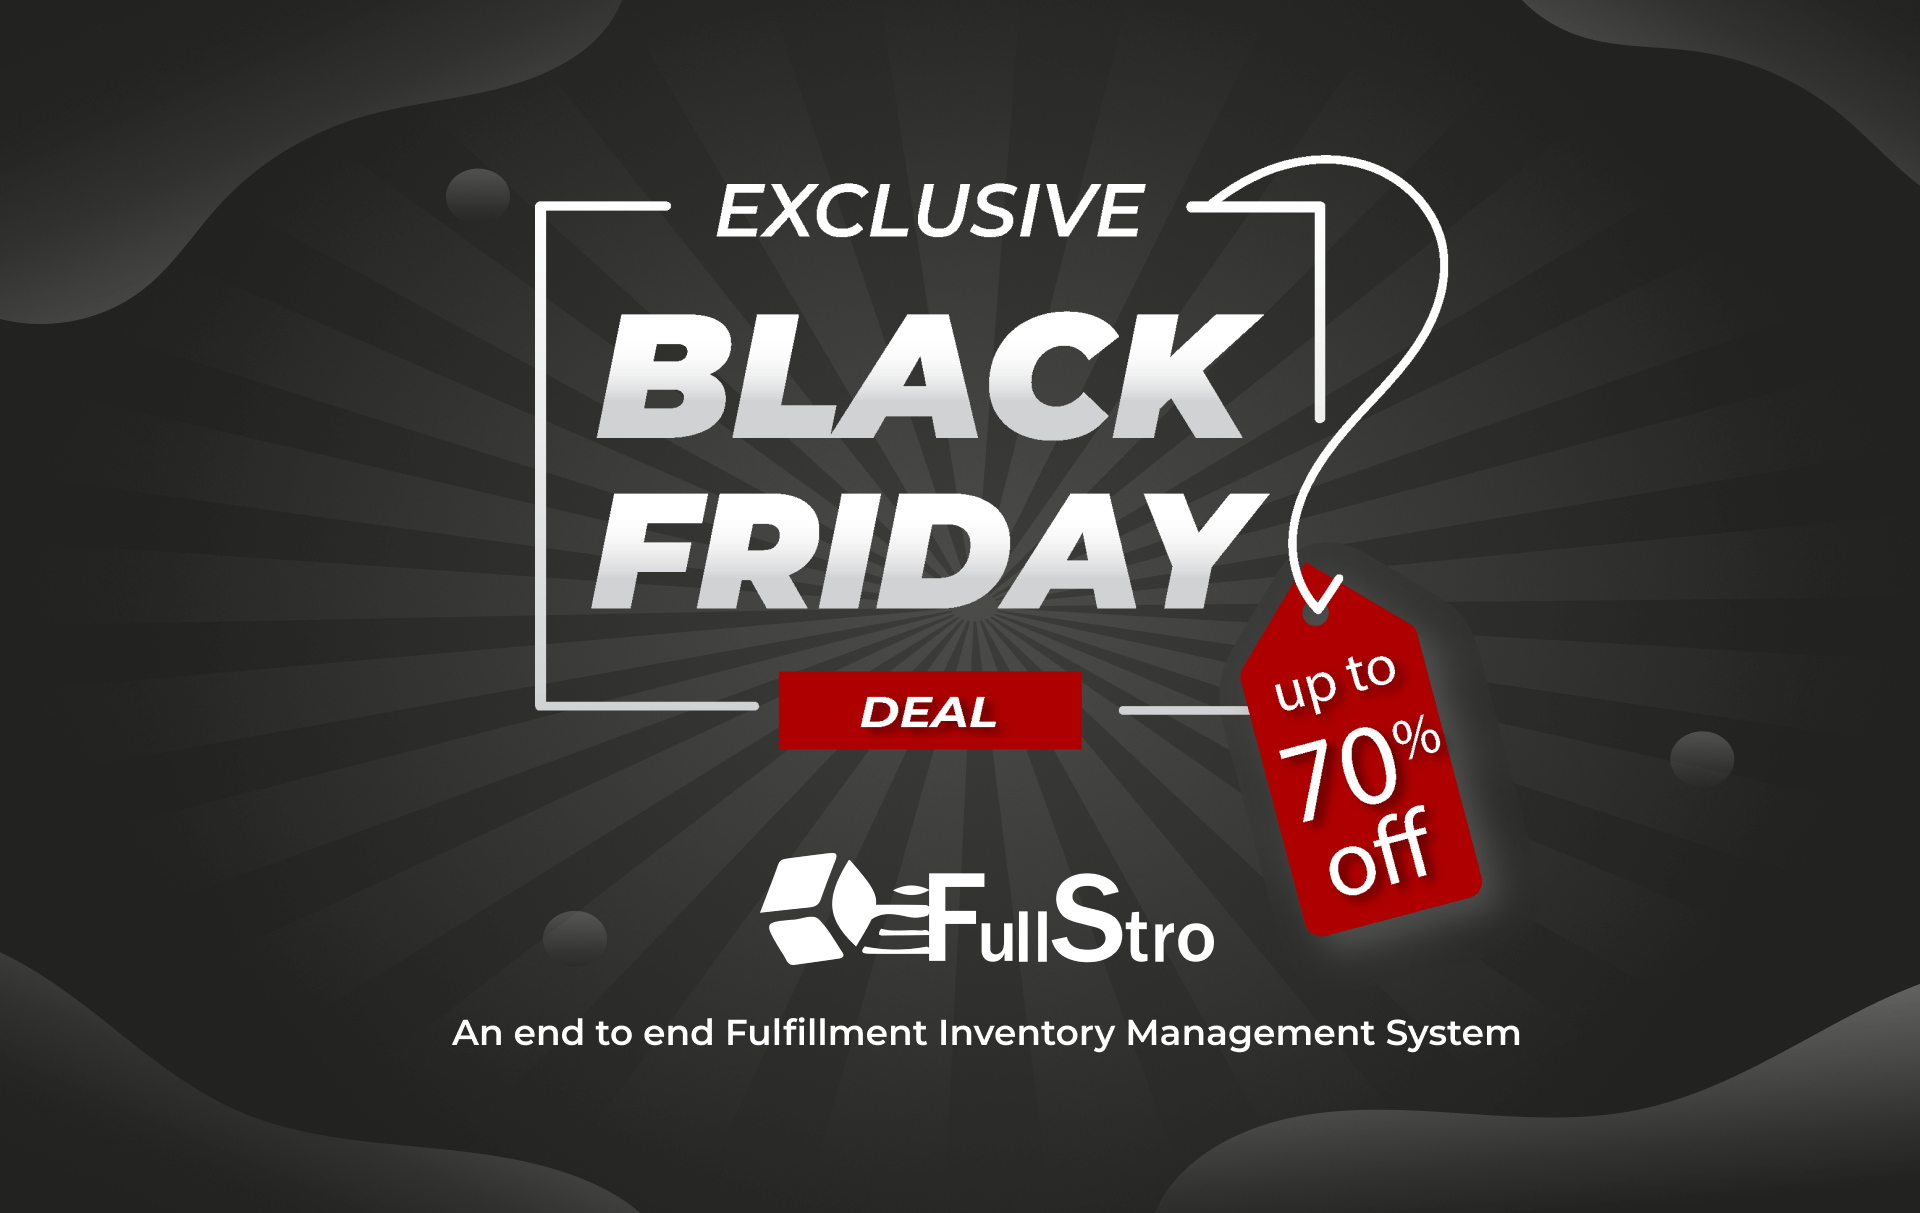 EXCLUSIVE
BLACK
FRIDAY
DEAL
up to
70%
off
FullStro
An end to end Fulfillment Inventory Management System